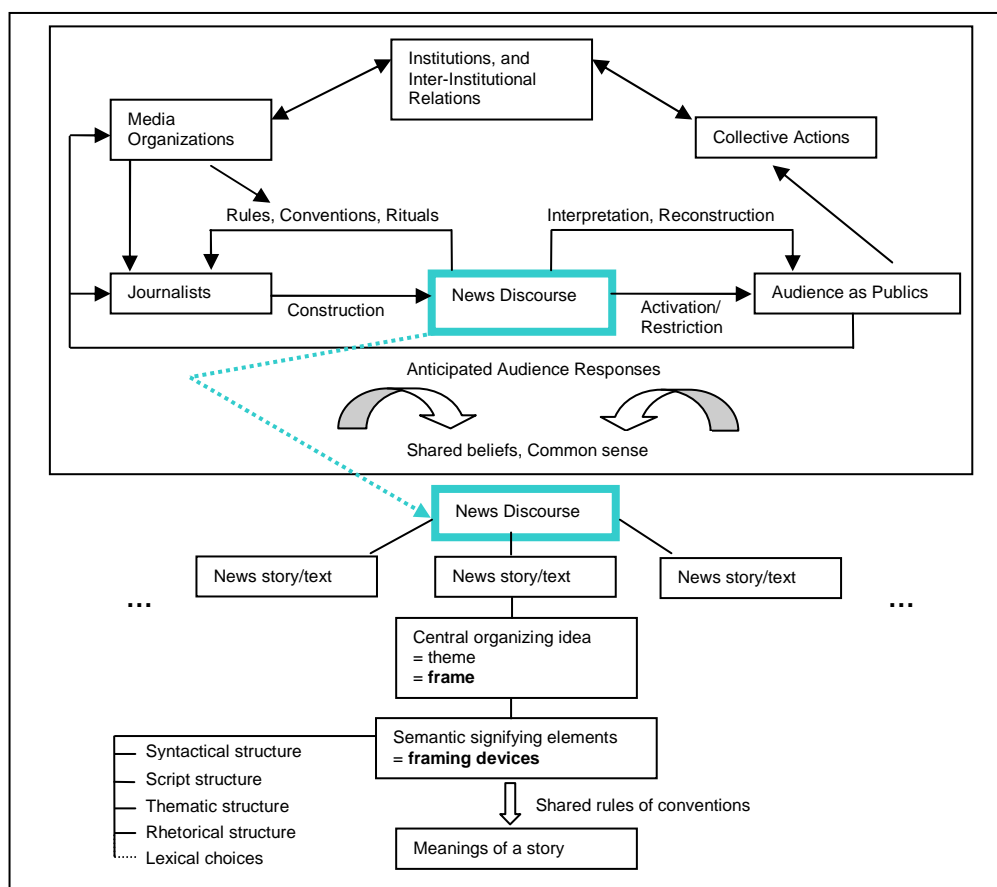 Institutions, and
Inter-Institutional
Relations
Media
Organizations
Collective Actions
Rules, Conventions, Rituals
Interpretation, Reconstruction
Journalists
Construction
News Discourse
Activation/
Restriction
Audience as Publics
Anticipated Audience Responses
Shared beliefs, Common sense
News Discourse
News story/text
News story/text
News story/text
...
...
Central organizing idea
= theme
= frame
Semantic signifying elements
= framing devices
Syntactical structure
Script structure
Thematic structure
Rhetorical structure
Lexical choices
Shared rules of conventions
Meanings of a story